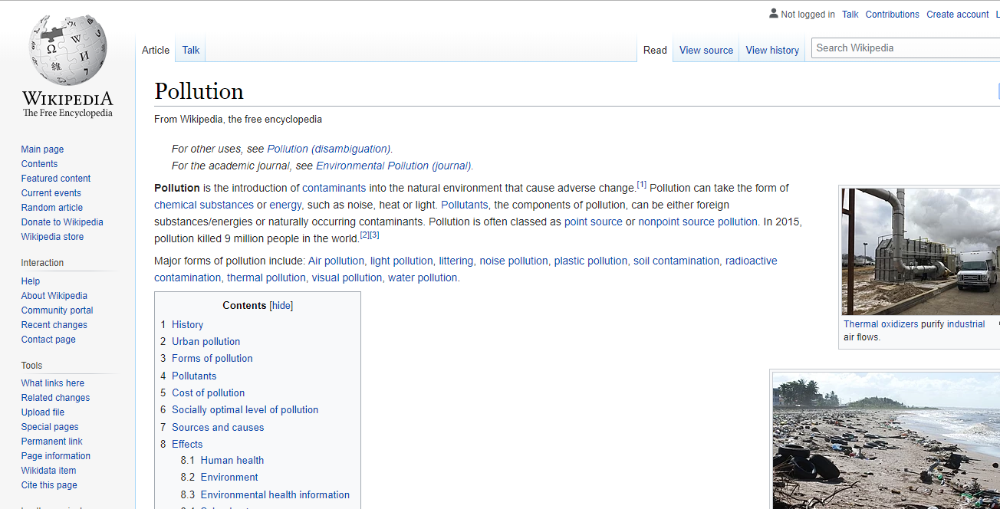 Not logged in Talk Contributions Create account
WIKIPEDIA
The Free Encyclopedia
Article Talk
Read View source View history Search Wikipedia
Main page
Contents
Featured content
Current events
Random article
Donate to Wikipedia
Wikipedia store
Interaction
Help
About Wikipedia
Community portal
Recent changes
Contact page
Tools
What links here
Related changes
Upload file
Special pages
Permanent link
Page information
Wikidata item
Cite this page
Pollution
From Wikipedia, the free encyclopedia
For other uses, see Pollution (disambiguation).
For the academic journal, see Environmental Pollution (journal).
Pollution is the introduction of contaminants into the natural environment that cause adverse change.[1] Pollution can take the form of
chemical substances or energy, such as noise, heat or light. Pollutants, the components of pollution, can be either foreign
substances/energies or naturally occurring contaminants. Pollution is often classed as point source or nonpoint source pollution. In 2015,
pollution killed 9 million people in the world.[2][3]
Major forms of pollution include: Air pollution, light pollution, littering, noise pollution, plastic pollution, soil contamination, radioactive
contamination, thermal pollution, visual pollution, water pollution.
Contents [hide]
1 History
2 Urban pollution
3 Forms of pollution
4 Pollutants
5 Cost of pollution
6 Socially optimal level of pollution
7 Sources and causes
8 Effects
8.1 Human health
8.2 Environment
8.3 Environmental health information
Thermal oxidizers purify industrial
air flows.